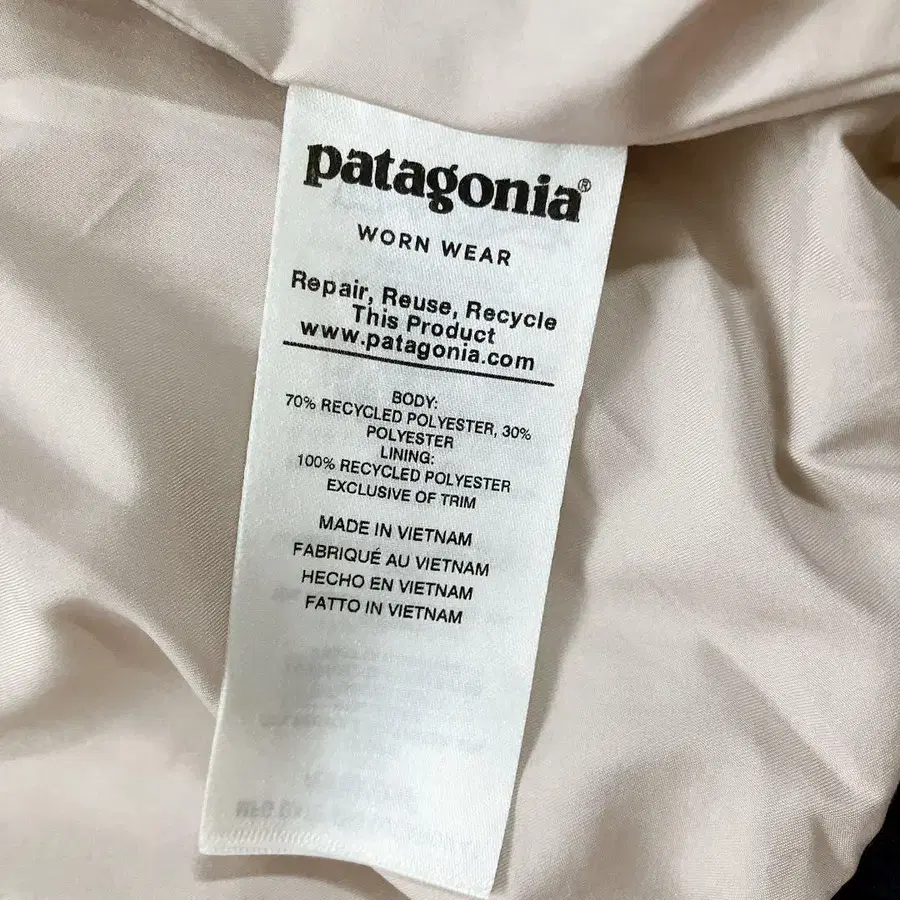 patagonia®
WORN WEAR
Repair, Reuse, Recycle
This Product
www.patagonia.com
BODY:
70% RECYCLED POLYESTER, 30%
POLYESTER
LINING:
100% RECYCLED POLYESTER
EXCLUSIVE OF TRIM
MADE IN VIETNAM
FABRIQUÉ AU VIETNAM
HECHO EN VIETNAM
FATTO IN VIETNAM